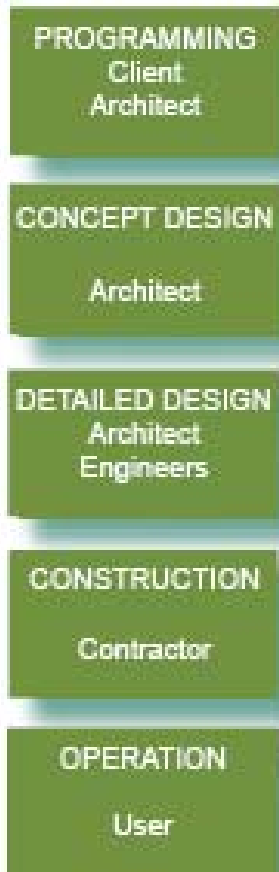 PROGRAMMING
Client
Architect
CONCEPT DESIGN
Architect
DETAILED DESIGN
Architect
Engineers
CONSTRUCTION
Contractor
OPERATION
User